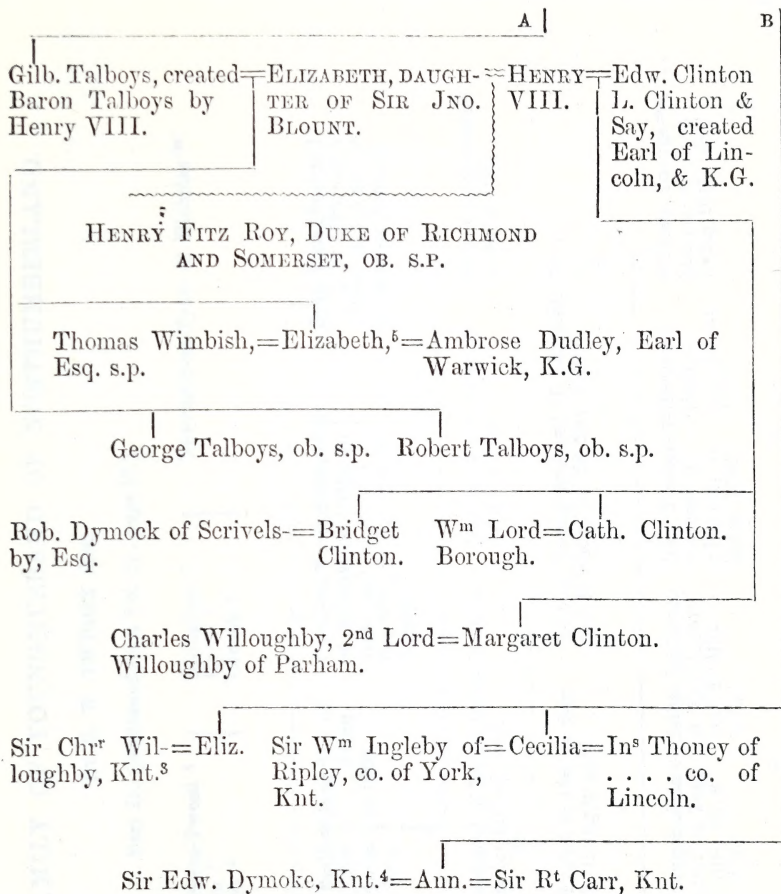 A B
Gilb. Talboys, created=ELIZABETH, DAUGH- HENRY=Edw. Clinton
Baron Talboys by TER OF SIR JNO. VIII. L. Clinton &
Henry VIII. BLOUNT. Say, created
Earl of Lin-
coln, & K.G.
HENRY FITZ ROY, DUKE OF RICHMOND
AND SOMERSET, OB. S.P.
Thomas Wimbish,=Elizabeth,⁵=Ambrose Dudley, Earl of
Esq. s.p. Warwick, K.G.
George Talboys, ob. s.p. Robert Talboys, ob. s.p.
Rob. Dymock of Scrivels-=Bridget Wᵐ Lord=Cath. Clinton.
by, Esq. Clinton. Borough.
Charles Willoughby, 2ⁿᵈ Lord=Margaret Clinton.
Willoughby of Parham.
Sir Chrʳ Wil-=Eliz. Sir Wᵐ Ingleby of=Cecilia=Inˢ Thoney of
loughby, Knt.³ Ripley, co. of York, . . . . co. of
Knt. Lincoln.
Sir Edw. Dymoke, Knt.⁴=Ann.=Sir Rᵗ Carr, Knt.